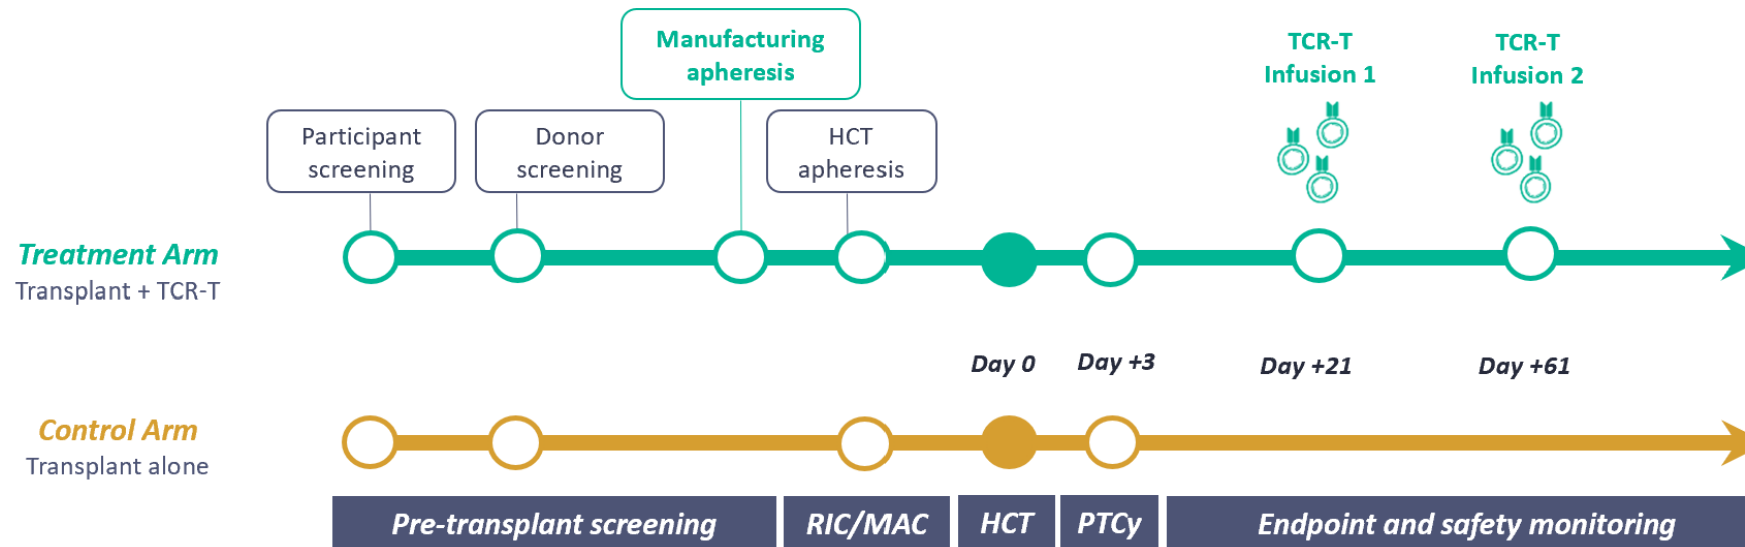 Manufacturing
apheresis
TCR-T
Infusion 1
TCR-T
Infusion 2
Participant
screening
Donor
screening
HCT
apheresis
Treatment Arm
Transplant + TCR-T
Day 0
Day +3
Day +21
Day +61
Control Arm
Transplant alone
Pre-transplant screening
RIC/MAC
HCT
PTCy
Endpoint and safety monitoring